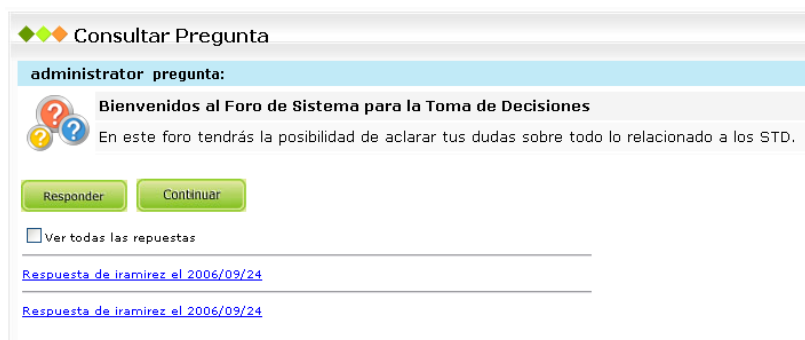 Consultar Pregunta
administrator pregunta:
Bienvenidos al Foro de Sistema para la Toma de Decisiones
En este foro tendrás la posibilidad de aclarar tus dudas sobre todo lo relacionado a los STD.
Responder Continuar
Ver todas las repuestas
Respuesta de iramirez el 2006/09/24
Respuesta de iramirez el 2006/09/24